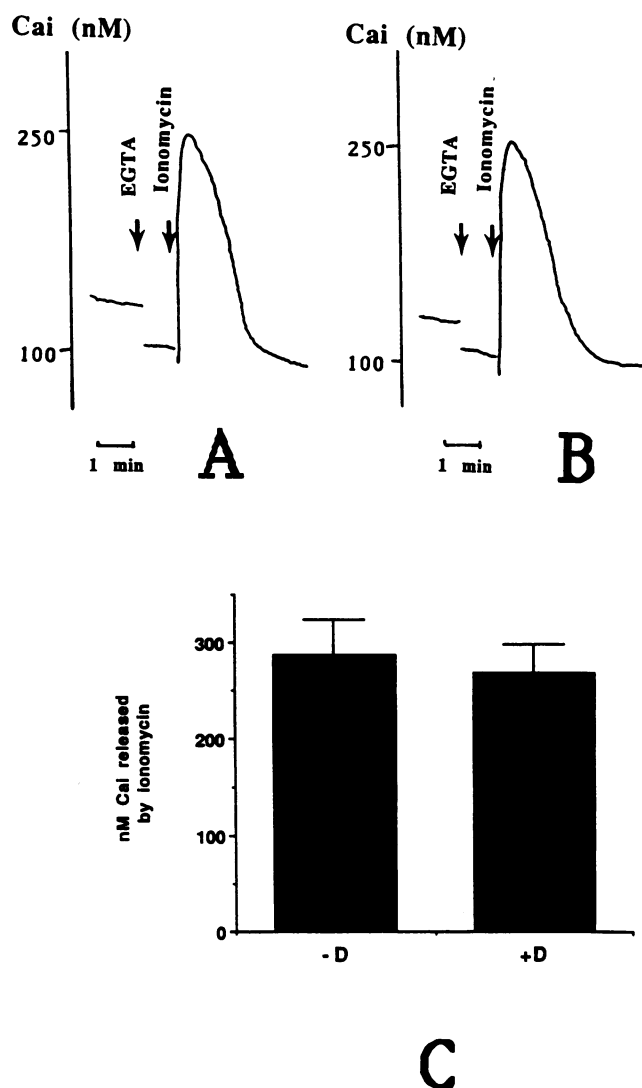 Cai (nM)
250
100
EGTA
Ionomycin
1 min
A
Cai (nM)
250
100
EGTA
Ionomycin
1 min
B
nM Cai released
by Ionomycin
300
200
100
0
- D
+D
C